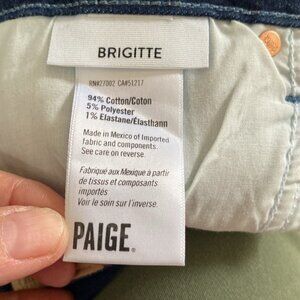 BRIGITTE
RN#27002 CA#51217
94% Cotton/Coton
5% Polyester
1% Elastane/Élasthann
Made in Mexico of Imported
fabric and components.
See care on reverse.
Fabriqué aux Mexique à partir
de tissus et composants
importés
Voir le soin sur l'inverse.
PAIGE®